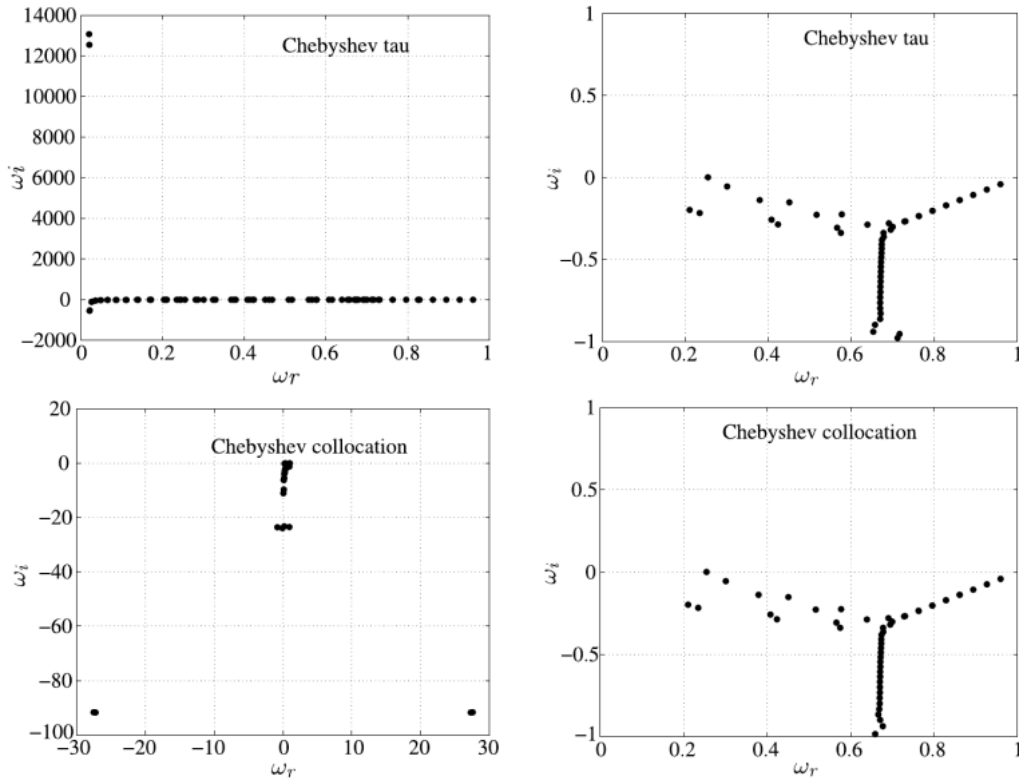 14000
12000
10000
8000
6000
4000
2000
0
−2000
ωi
Chebyshev tau
0 0.2 0.4 0.6 0.8 1
ωr
1
0.5
0
−0.5
−1
ωi
Chebyshev tau
0 0.2 0.4 0.6 0.8 1
ωr
20
0
−20
−40
−60
−80
−100
ωi
Chebyshev collocation
−30 −20 −10 0 10 20 30
ωr
1
0.5
0
−0.5
−1
ωi
Chebyshev collocation
0 0.2 0.4 0.6 0.8 1
ωr